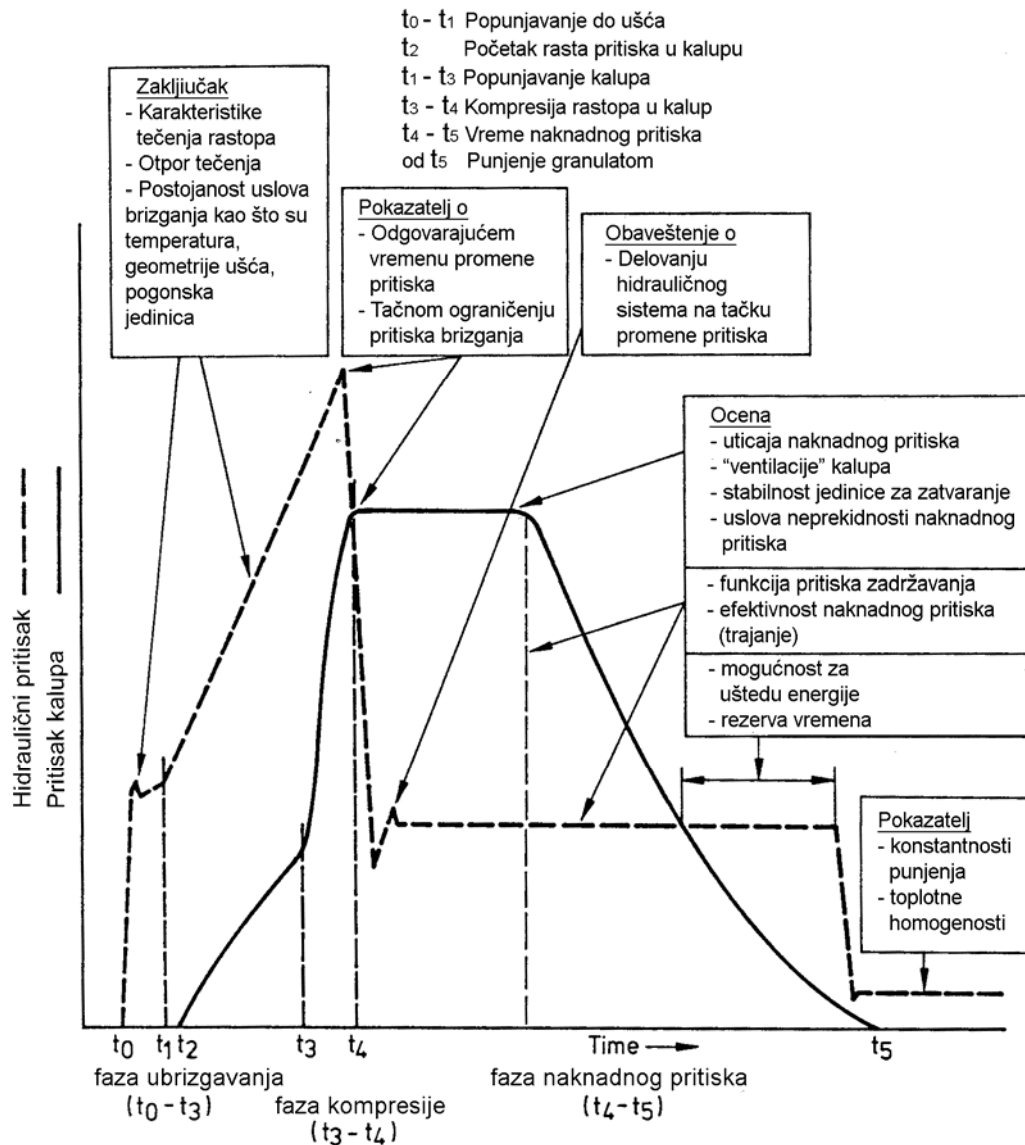 t0 - t1 Popunjavanje do ušća
t2 Početak rasta pritiska u kalupu
t1 - t3 Popunjavanje kalupa
t3 - t4 Kompresija rastopa u kalup
t4 - t5 Vreme naknadnog pritiska
od t5 Punjenje granulatom
Zakljiučak
- Karakteristike
tečenja rastopa
- Otpor tečenja
- Postojanost uslova
brizganja kao što su
temperatura,
geometrije ušća,
pogonska
jedinica
Pokazatelj o
- Odgovarajućem
vremenu promene
pritiska
- Tačnom ograničenju
pritiska brizganja
Obaveštenje o
- Delovanju
hidrauličnog
sistema na tačku
promene pritiska
Ocena
- uticaja naknadnog pritiska
- “ventilacije” kalupa
- stabilnost jedinice za zatvaranje
- uslova neprekidnosti naknadnog
pritiska
- funkcija pritiska zadržavanja
- efektivnost naknadnog pritiska
(trajanje)
- mogućnost za
uštedu energije
- rezerva vremena
Pokazatelj
- konstantnosti
punjenja
- toplotne
homogenosti
Hidraulični pritisak
Pritisak kalupa
t0 t1 t2 t3 t4 Time t5
faza ubrizgavanja
(t0 - t3)
faza kompresije
(t3 - t4)
faza naknadnog pritiska
(t4 - t5)